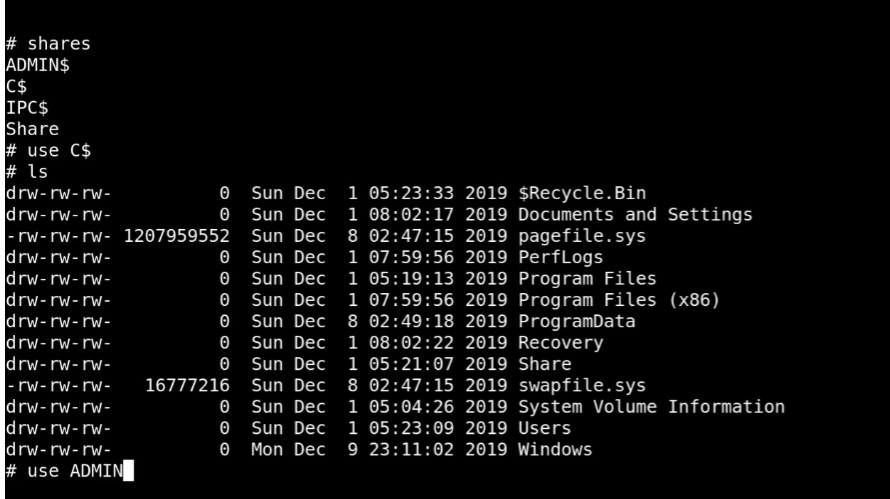 # shares
ADMIN$
C$
IPC$
Share
# use C$
# ls
drw-rw-rw-          0  Sun Dec  1 05:23:33 2019 $Recycle.Bin
drw-rw-rw-          0  Sun Dec  1 08:02:17 2019 Documents and Settings
-rw-rw-rw- 1207959552  Sun Dec  8 02:47:15 2019 pagefile.sys
drw-rw-rw-          0  Sun Dec  1 07:59:56 2019 PerfLogs
drw-rw-rw-          0  Sun Dec  1 05:19:13 2019 Program Files
drw-rw-rw-          0  Sun Dec  1 07:59:56 2019 Program Files (x86)
drw-rw-rw-          0  Sun Dec  8 02:49:18 2019 ProgramData
drw-rw-rw-          0  Sun Dec  1 08:02:22 2019 Recovery
drw-rw-rw-          0  Sun Dec  1 05:21:07 2019 Share
-rw-rw-rw-   16777216  Sun Dec  8 02:47:15 2019 swapfile.sys
drw-rw-rw-          0  Sun Dec  1 05:04:26 2019 System Volume Information
drw-rw-rw-          0  Sun Dec  1 05:23:09 2019 Users
drw-rw-rw-          0  Mon Dec  9 23:11:02 2019 Windows
# use ADMIN